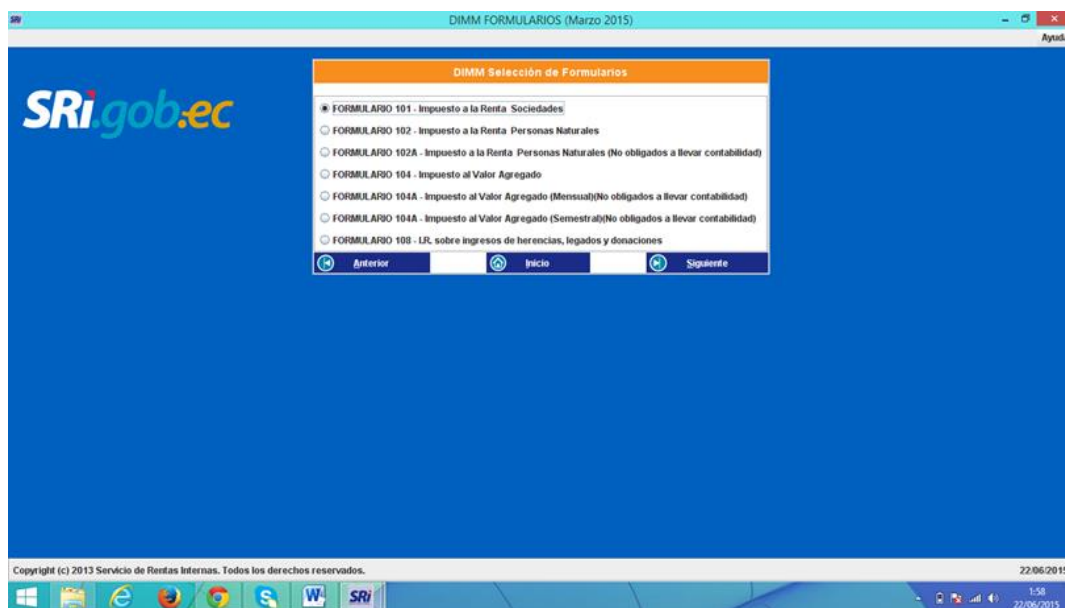 SRi
DIMM FORMULARIOS (Marzo 2015)
Ayuda
SRi.gob.ec
DIMM Selección de Formularios
FORMULARIO 101 - Impuesto a la Renta Sociedades
FORMULARIO 102 - Impuesto a la Renta Personas Naturales
FORMULARIO 102A - Impuesto a la Renta Personas Naturales (No obligados a llevar contabilidad)
FORMULARIO 104 - Impuesto al Valor Agregado
FORMULARIO 104A - Impuesto al Valor Agregado (Mensual)(No obligados a llevar contabilidad)
FORMULARIO 104A - Impuesto al Valor Agregado (Semestral)(No obligados a llevar contabilidad)
FORMULARIO 108 - I.R. sobre ingresos de herencias, legados y donaciones
Anterior Inicio Siguiente
Copyright (c) 2013 Servicio de Rentas Internas. Todos los derechos reservados. 22/06/2015
SRi 1:58
22/06/2015